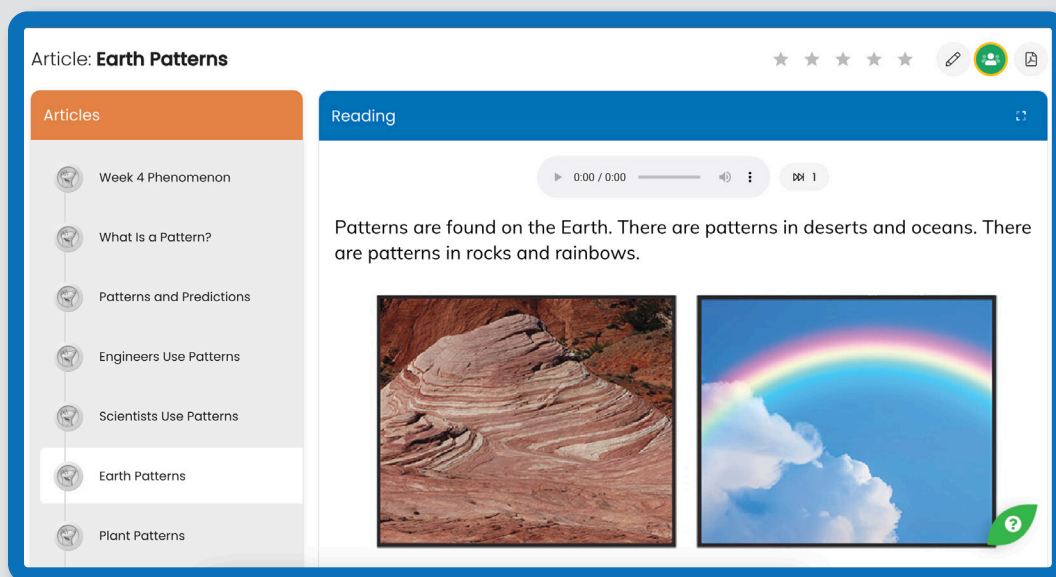 Article: Earth Patterns
Articles
Week 4 Phenomenon
What Is a Pattern?
Patterns and Predictions
Engineers Use Patterns
Scientists Use Patterns
Earth Patterns
Plant Patterns
Reading
0:00 / 0:00
1
Patterns are found on the Earth. There are patterns in deserts and oceans. There
are patterns in rocks and rainbows.
?